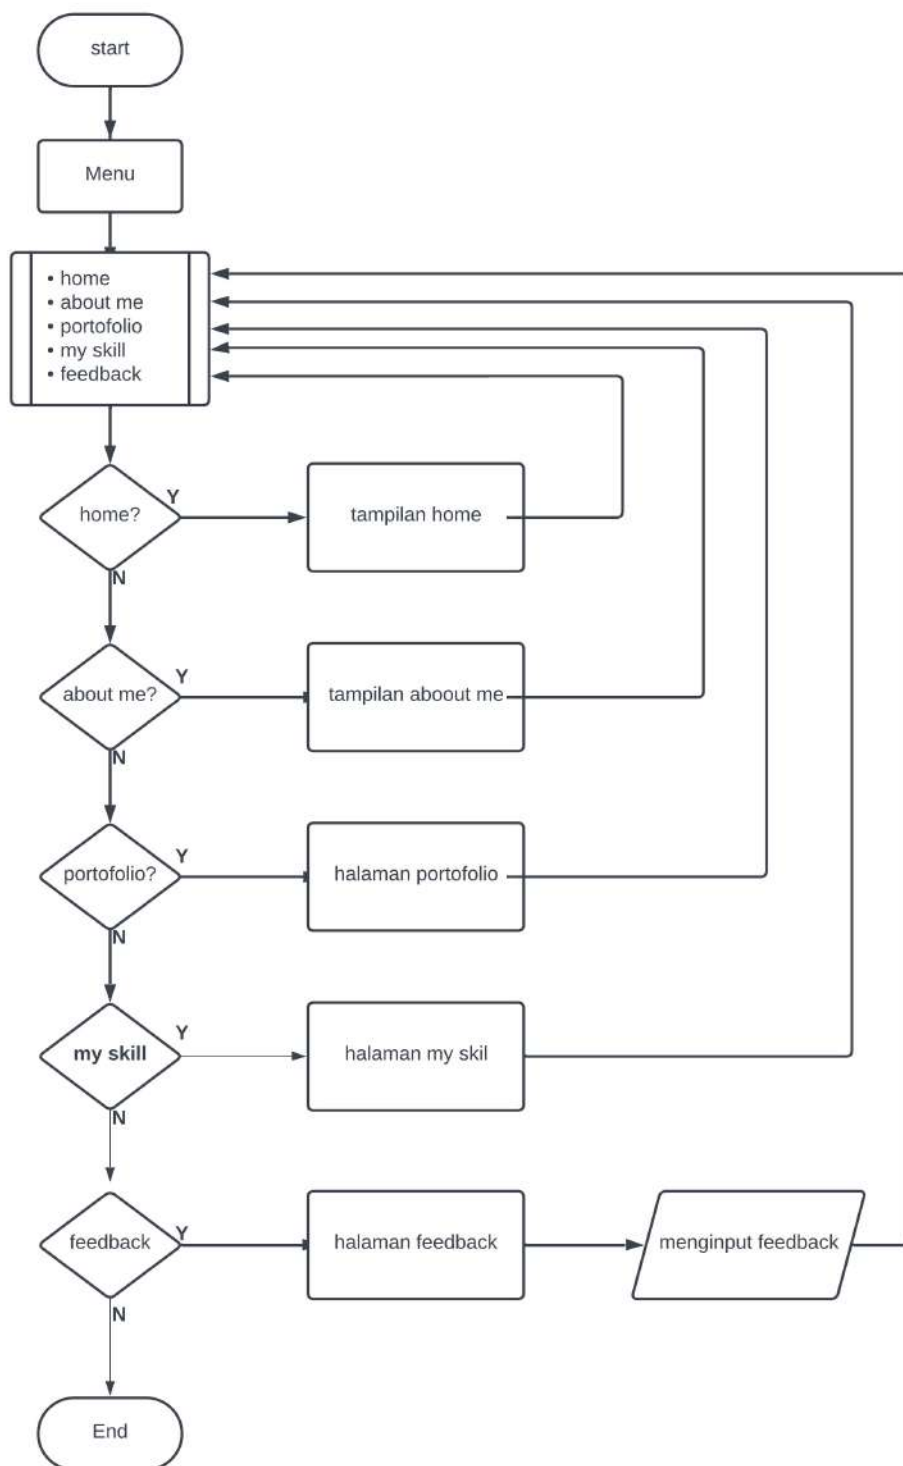 start
Menu
• home
• about me
• portofolio
• my skill
• feedback
home?
Y
tampilan home
N
about me?
Y
tampilan aboout me
N
portofolio?
Y
halaman portofolio
N
my skill
Y
halaman my skil
N
feedback
Y
halaman feedback
menginput feedback
N
End